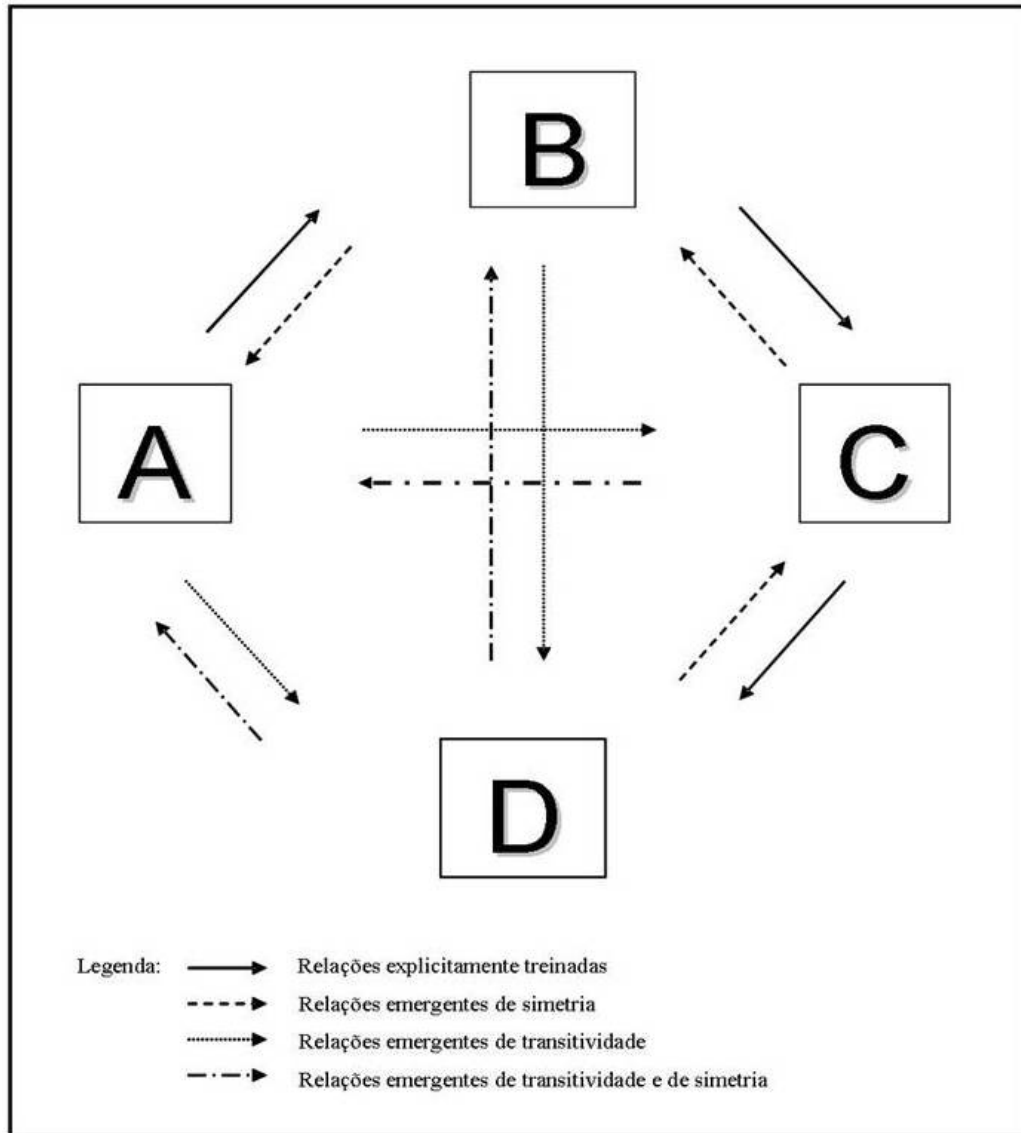 B
A
C
D
Legenda:
Relações explicitamente treinadas
Relações emergentes de simetria
Relações emergentes de transitividade
Relações emergentes de transitividade e de simetria